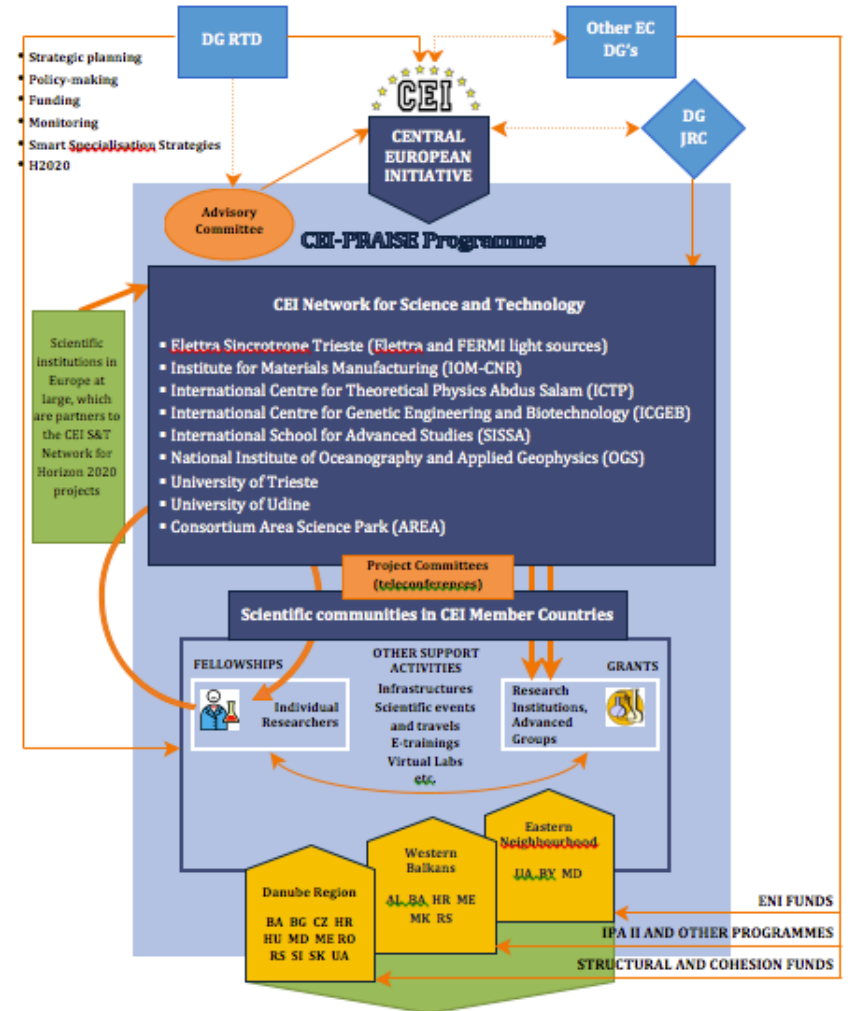 DG RTD
Other EC
DG's
• Strategic planning
• Policy-making
• Funding
• Monitoring
• Smart Specialisation Strategies
• H2020
CEI
CENTRAL
EUROPEAN
INITIATIVE
DG
JRC
Advisory
Committee
CEI-PRAISE Programme
CEI Network for Science and Technology
▪ Elettra Sincrotrone Trieste (Elettra and FERMI light sources)
▪ Institute for Materials Manufacturing (IOM-CNR)
▪ International Centre for Theoretical Physics Abdus Salam (ICTP)
▪ International Centre for Genetic Engineering and Biotechnology (ICGEB)
▪ International School for Advanced Studies (SISSA)
▪ National Institute of Oceanography and Applied Geophysics (OGS)
▪ University of Trieste
▪ University of Udine
▪ Consortium Area Science Park (AREA)
Scientific
institutions in
Europe at
large, which
are partners to
the CEI S&T
Network for
Horizon 2020
projects
Project Committees
(teleconferences)
Scientific communities in CEI Member Countries
FELLOWSHIPS
Individual
Researchers
OTHER SUPPORT
ACTIVITIES
Infrastructures
Scientific events
and travels
E-trainings
Virtual Labs
etc.
GRANTS
Research
Institutions,
Advanced
Groups
Eastern
Neighbourhood
UA BY MD
Western
Balkans
AL BA HR ME
MK RS
Danube Region
BA BG CZ HR
HU MD ME RO
RS SI SK UA
ENI FUNDS
IPA II AND OTHER PROGRAMMES
STRUCTURAL AND COHESION FUNDS